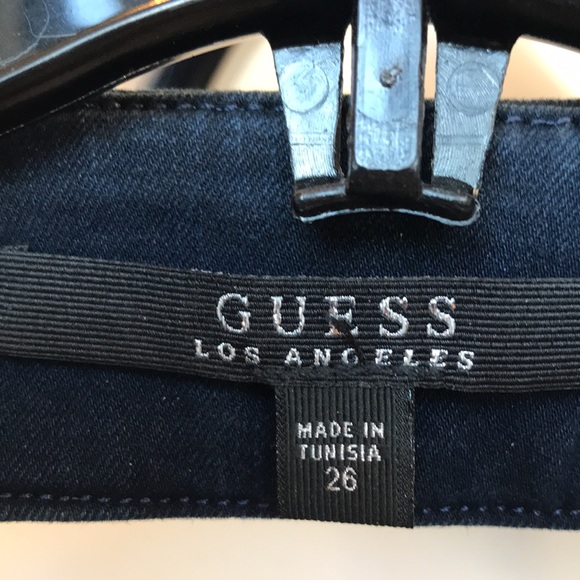 GUESS
LOS ANGELES
MADE IN
TUNISIA
26